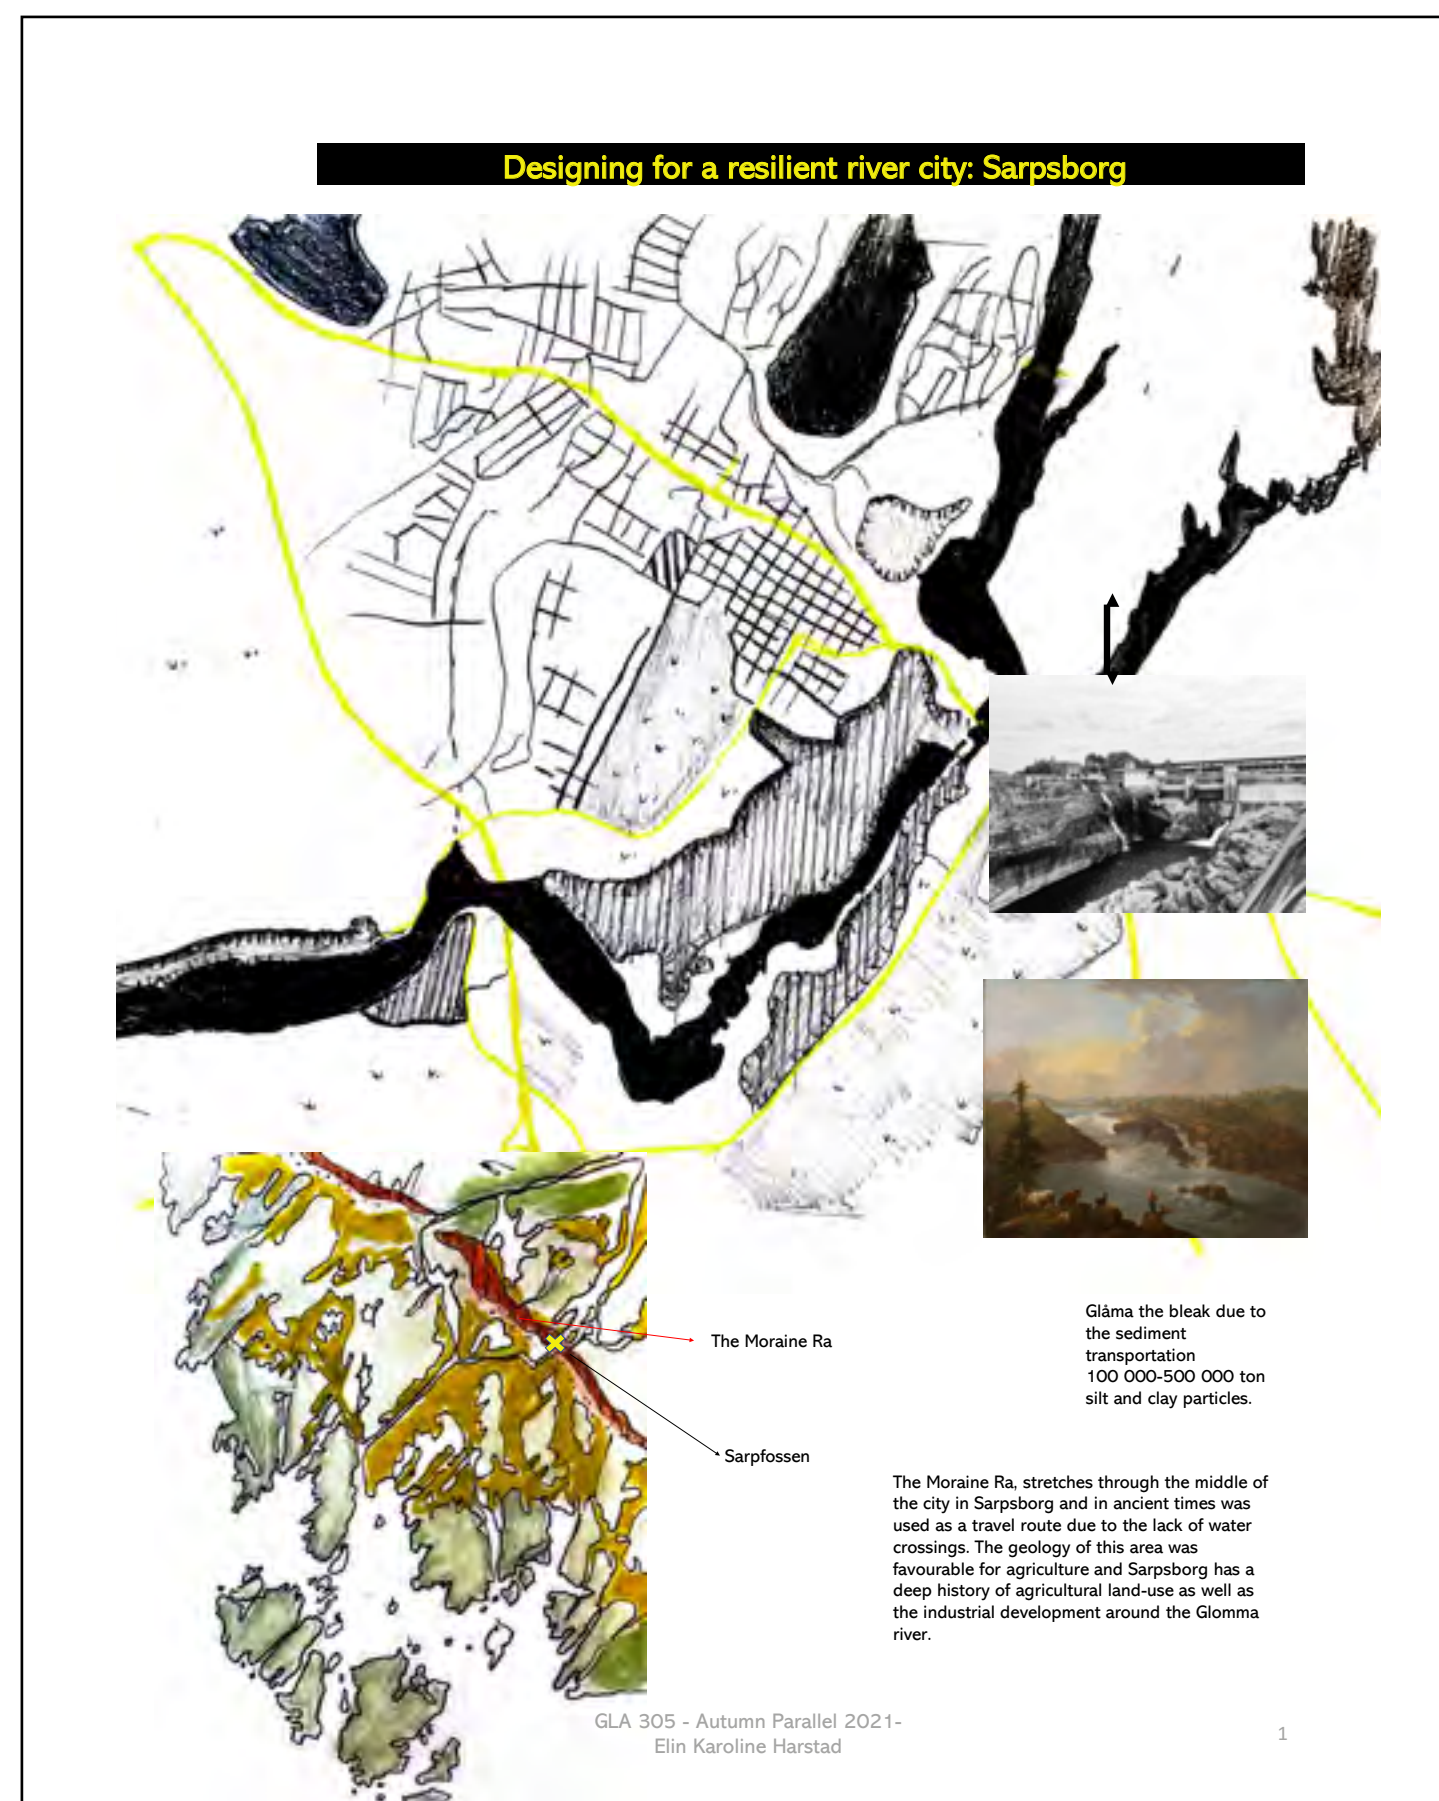 Designing for a resilient river city: Sarpsborg
The Moraine Ra
Sarpfossen
Glåma the bleak due to
the sediment
transportation
100 000-500 000 ton
silt and clay particles.
The Moraine Ra, stretches through the middle of
the city in Sarpsborg and in ancient times was
used as a travel route due to the lack of water
crossings. The geology of this area was
favourable for agriculture and Sarpsborg has a
deep history of agricultural land-use as well as
the industrial development around the Glomma
river.
GLA 305 - Autumn Parallel 2021-
Elin Karoline Harstad
1